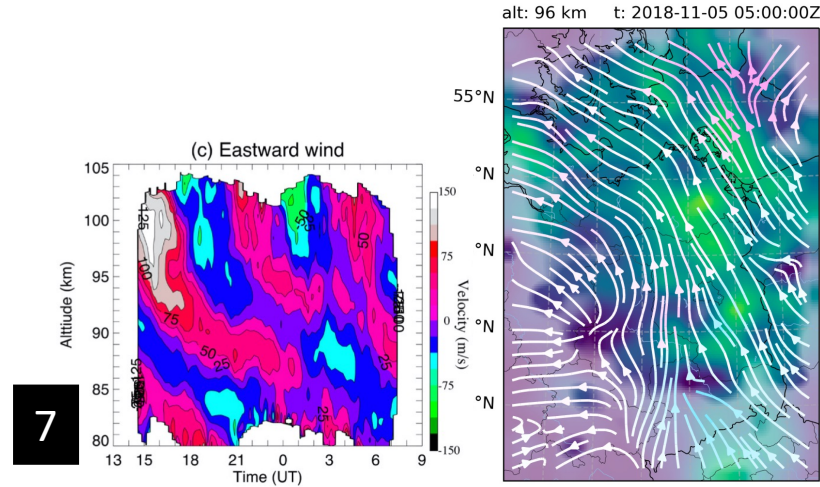 alt: 96 km t: 2018-11-05 05:00:00Z
55°N
°N
°N
°N
°N
(c) Eastward wind
105
100
95
90
85
80
Alttiude (km)
13 15 18 21 0 3 6 9
Time (UT)
125
100
75
50
25
25
25
50
-50
25
150
75
0
-75
-150
Velocity (m/s)
7